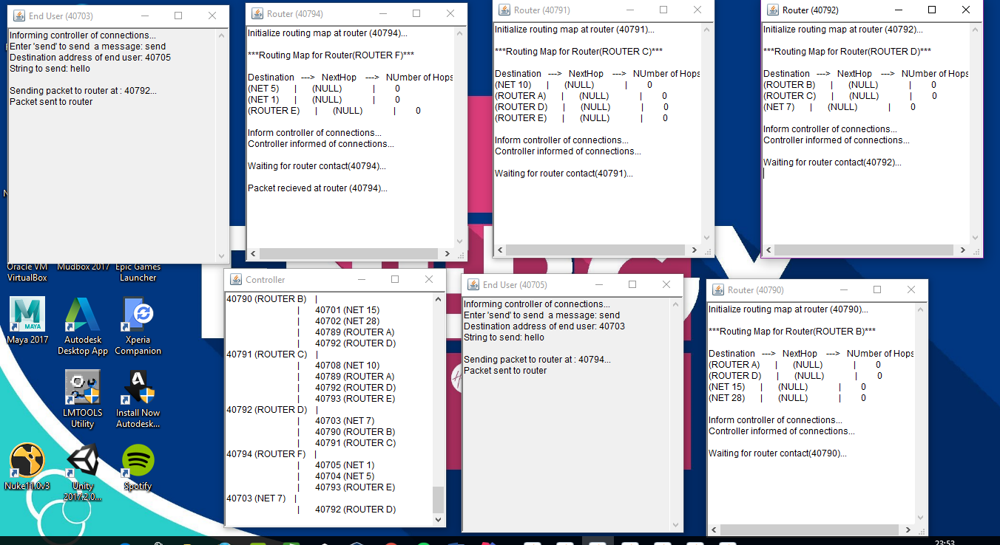 End User (40703)
Informing controller of connections...
Enter 'send' to send a message: send
Destination address of end user: 40705
String to send: hello
Sending packet to router at : 40792...
Packet sent to router
Router (40794)
Initialize routing map at router (40794)...
***Routing Map for Router(ROUTER F)***
Destination ---> NextHop ---> NUmber of Hops
(NET 5) | (NULL) | 0
(NET 1) | (NULL) | 0
(ROUTER E) | (NULL) | 0
Inform controller of connections...
Controller informed of connections...
Waiting for router contact(40794)...
Packet recieved at router (40794)...
Router (40791)
Initialize routing map at router (40791)...
***Routing Map for Router(ROUTER C)***
Destination ---> NextHop ---> NUmber of Hops
(NET 10) | (NULL) | 0
(ROUTER A) | (NULL) | 0
(ROUTER D) | (NULL) | 0
(ROUTER E) | (NULL) | 0
Inform controller of connections...
Controller informed of connections...
Waiting for router contact(40791)...
Router (40792)
Initialize routing map at router (40792)...
***Routing Map for Router(ROUTER D)***
Destination ---> NextHop ---> NUmber of Hops
(ROUTER B) | (NULL) | 0
(ROUTER C) | (NULL) | 0
(NET 7) | (NULL) | 0
Inform controller of connections...
Controller informed of connections...
Waiting for router contact(40792)...
Oracle VM VirtualBox
Mudbox 2017
Epic Games Launcher
MAYA
Maya 2017
Autodesk Desktop App
Xperia Companion
LMTOOLS Utility
Install Now Autodesk...
Nuke11.0v3
Unity 2017.2.0...
Spotify
Controller
40790 (ROUTER B) |
| 40701 (NET 15)
| 40702 (NET 28)
| 40789 (ROUTER A)
| 40792 (ROUTER D)
40791 (ROUTER C) |
| 40708 (NET 10)
| 40789 (ROUTER A)
| 40792 (ROUTER D)
| 40793 (ROUTER E)
40792 (ROUTER D) |
| 40703 (NET 7)
| 40790 (ROUTER B)
| 40791 (ROUTER C)
40794 (ROUTER F) |
| 40705 (NET 1)
| 40704 (NET 5)
| 40793 (ROUTER E)
40703 (NET 7) |
| 40792 (ROUTER D)
End User (40705)
Informing controller of connections...
Enter 'send' to send a message: send
Destination address of end user: 40703
String to send: hello
Sending packet to router at : 40794...
Packet sent to router
Router (40790)
Initialize routing map at router (40790)...
***Routing Map for Router(ROUTER B)***
Destination ---> NextHop ---> NUmber of Hops
(ROUTER A) | (NULL) | 0
(ROUTER D) | (NULL) | 0
(NET 15) | (NULL) | 0
(NET 28) | (NULL) | 0
Inform controller of connections...
Controller informed of connections...
Waiting for router contact(40790)...
23:53